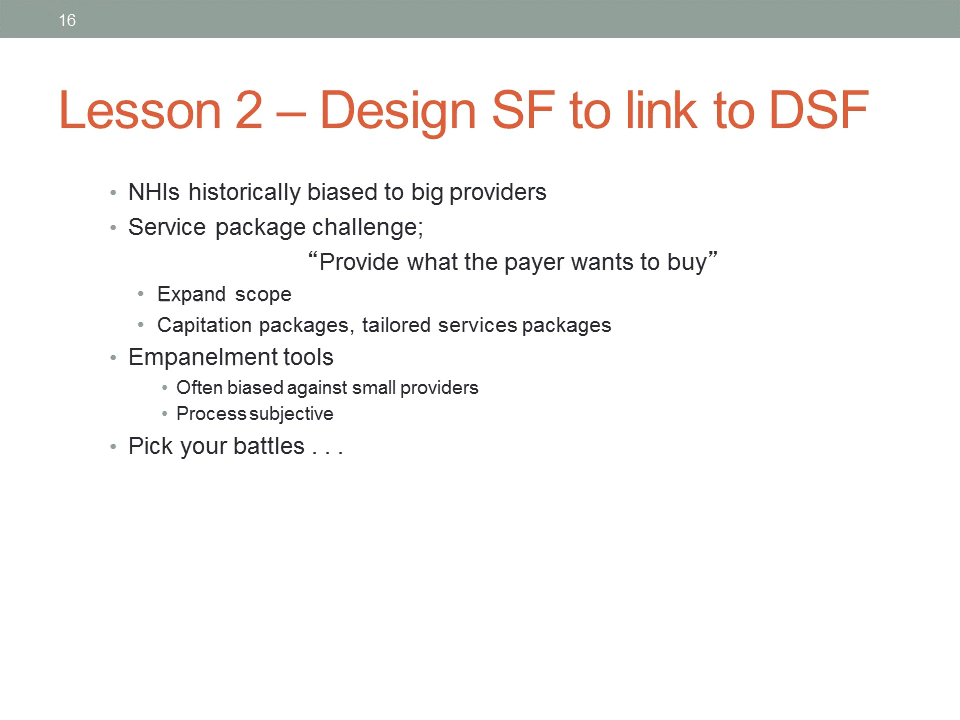 16
Lesson 2 – Design SF to link to DSF
• NHIs historically biased to big providers
• Service package challenge;
“Provide what the payer wants to buy”
• Expand scope
• Capitation packages, tailored services packages
• Empanelment tools
• Often biased against small providers
• Process subjective
• Pick your battles . . .